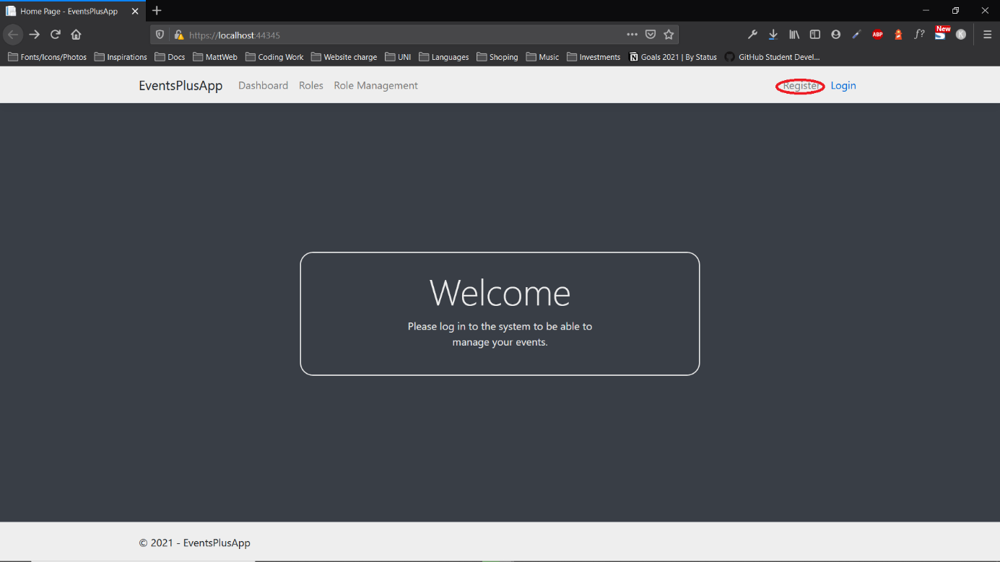 Home Page - EventsPlusApp
https://localhost:44345
ABP
f?
New
S
K
Fonts/Icons/Photos Inspirations Docs MattWeb Coding Work Website charge UNI Languages Shoping Music Investments Goals 2021 | By Status GitHub Student Devel...
EventsPlusApp Dashboard Roles Role Management Register Login
Welcome
Please log in to the system to be able to
manage your events.
© 2021 - EventsPlusApp